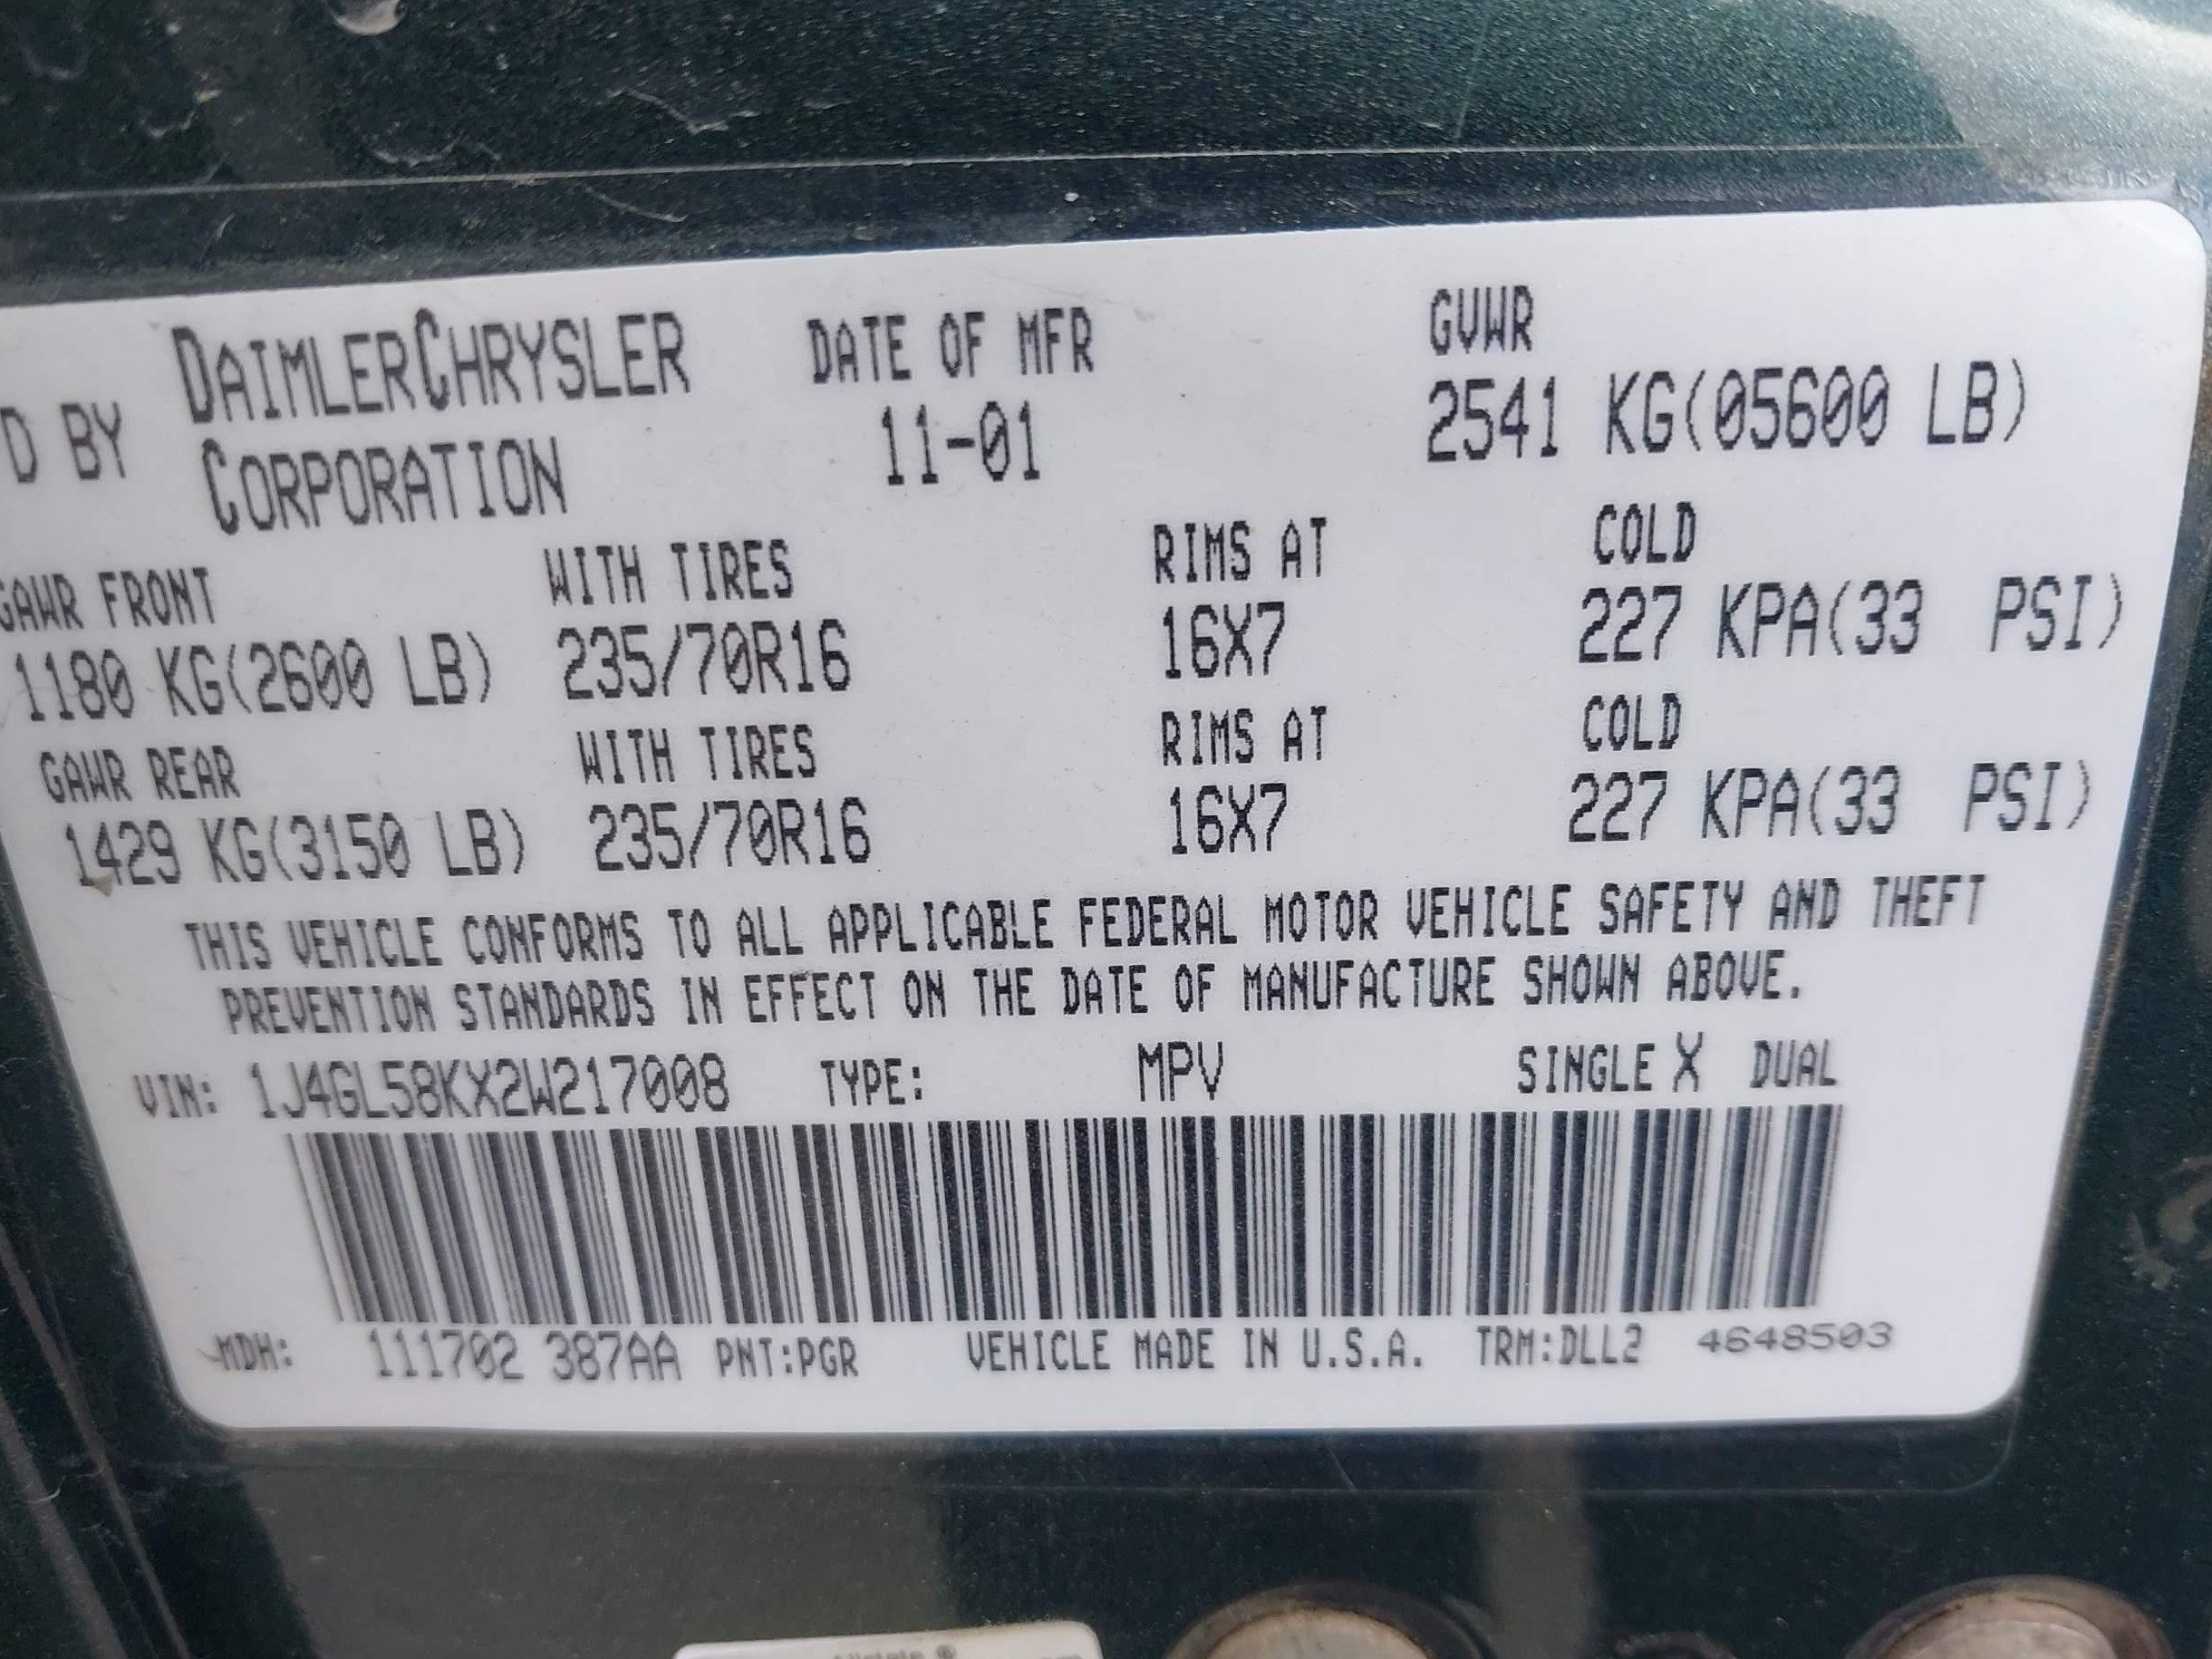 D BY DAIMLERCHRYSLER CORPORATION
DATE OF MFR
11-01
GVWR
2541 KG(05600 LB)
GAWR FRONT WITH TIRES RIMS AT COLD
1180 KG(2600 LB) 235/70R16 16X7 227 KPA(33 PSI)
GAWR REAR WITH TIRES RIMS AT COLD
1429 KG(3150 LB) 235/70R16 16X7 227 KPA(33 PSI)
THIS VEHICLE CONFORMS TO ALL APPLICABLE FEDERAL MOTOR VEHICLE SAFETY AND THEFT
PREVENTION STANDARDS IN EFFECT ON THE DATE OF MANUFACTURE SHOWN ABOVE.
VIN: 1J4GL58KX2W217008 TYPE: MPV SINGLE X DUAL
MDH: 111702 387AA PNT:PGR VEHICLE MADE IN U.S.A. TRM:DLL2 4648503